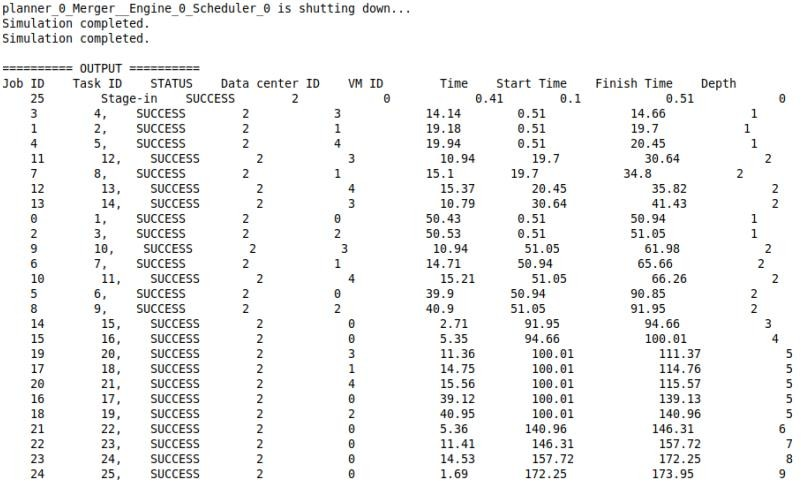 planner_0_Merger__Engine_0_Scheduler_0 is shutting down...
Simulation completed.
Simulation completed.
========== OUTPUT ==========
Job ID Task ID STATUS Data center ID VM ID Time Start Time Finish Time Depth
25 Stage-in SUCCESS 2 0 0.41 0.1 0.51 0
3 4, SUCCESS 2 3 14.14 0.51 14.66 1
1 2, SUCCESS 2 1 19.18 0.51 19.7 1
4 5, SUCCESS 2 4 19.94 0.51 20.45 1
11 12, SUCCESS 2 3 10.94 19.7 30.64 2
7 8, SUCCESS 2 1 15.1 19.7 34.8 2
12 13, SUCCESS 2 4 15.37 20.45 35.82 2
13 14, SUCCESS 2 3 10.79 30.64 41.43 2
0 1, SUCCESS 2 0 50.43 0.51 50.94 1
2 3, SUCCESS 2 2 50.53 0.51 51.05 1
9 10, SUCCESS 2 3 10.94 51.05 61.98 2
6 7, SUCCESS 2 1 14.71 50.94 65.66 2
10 11, SUCCESS 2 4 15.21 51.05 66.26 2
5 6, SUCCESS 2 0 39.9 50.94 90.85 2
8 9, SUCCESS 2 2 40.9 51.05 91.95 2
14 15, SUCCESS 2 0 2.71 91.95 94.66 3
15 16, SUCCESS 2 0 5.35 94.66 100.01 4
19 20, SUCCESS 2 3 11.36 100.01 111.37 5
17 18, SUCCESS 2 1 14.75 100.01 114.76 5
20 21, SUCCESS 2 4 15.56 100.01 115.57 5
16 17, SUCCESS 2 0 39.12 100.01 139.13 5
18 19, SUCCESS 2 2 40.95 100.01 140.96 5
21 22, SUCCESS 2 0 5.36 140.96 146.31 6
22 23, SUCCESS 2 0 11.41 146.31 157.72 7
23 24, SUCCESS 2 0 14.53 157.72 172.25 8
24 25, SUCCESS 2 0 1.69 172.25 173.95 9